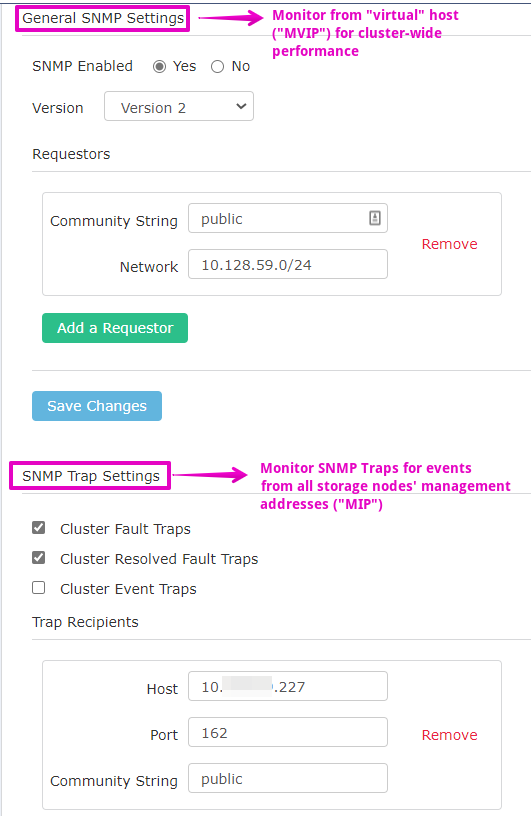 General SNMP Settings
Monitor from "virtual" host
("MVIP") for cluster-wide
performance
SNMP Enabled Yes No
Version Version 2
Requestors
Community String public
Remove
Network 10.128.59.0/24
Add a Requestor
Save Changes
SNMP Trap Settings
Monitor SNMP Traps for events
from all storage nodes' management
addresses ("MIP")
Cluster Fault Traps
Cluster Resolved Fault Traps
Cluster Event Traps
Trap Recipients
Host 10. .227
Port 162
Remove
Community String public